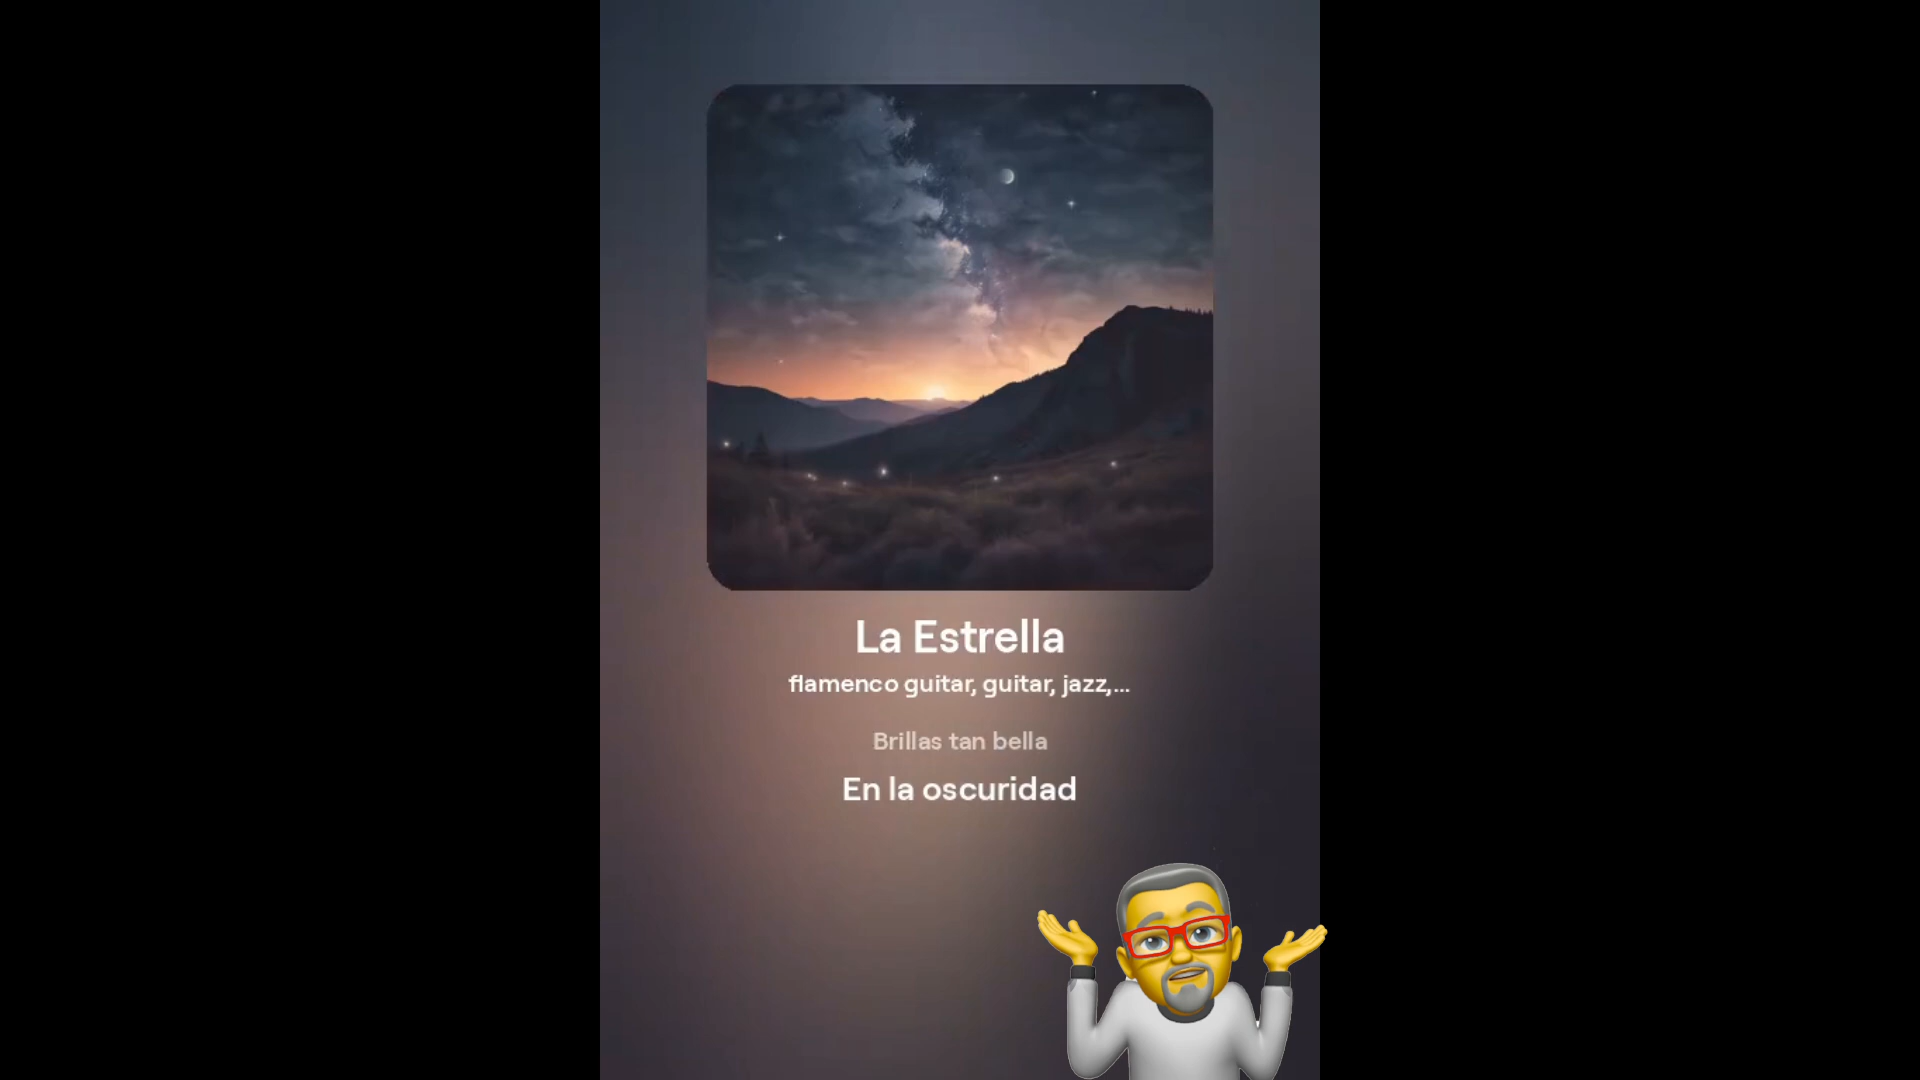 La Estrella
flamenco guitar, guitar, jazz,...
Brillas tan bella
En la oscuridad